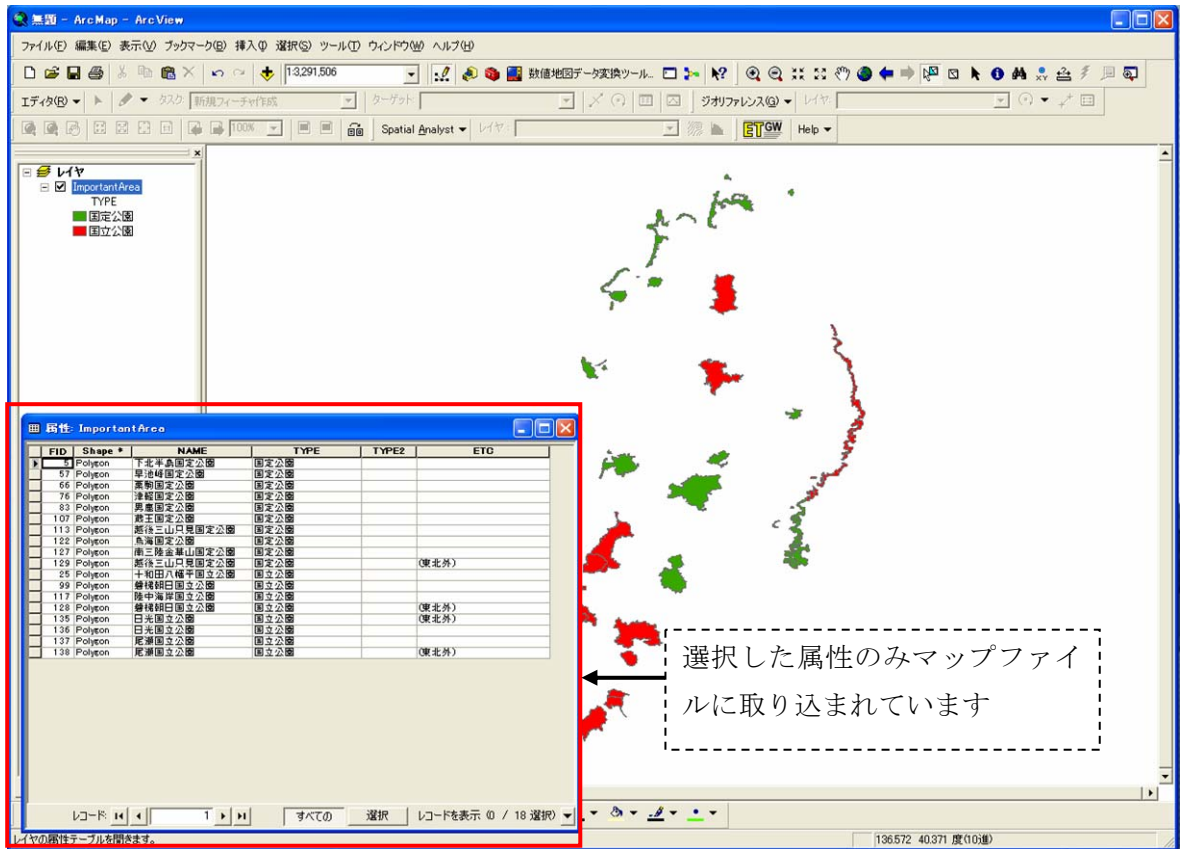 無題 - ArcMap - ArcView
ファイル(F) 編集(E) 表示(V) ブックマーク(B) 挿入(I) 選択(S) ツール(T) ウィンドウ(W) ヘルプ(H)
1:3,291,506 数値地図データ変換ツール...
エディタ(R) タスク: 新規フィーチャ作成 ターゲット: ジオリファレンス(G) レイヤ:
100% Spatial Analyst レイヤ: ETGW Help
レイヤ
ImportantArea
TYPE
国定公園
国立公園
属性: ImportantArea
FID Shape * NAME TYPE TYPE2 ETC
5 Polygon 下北半島国定公園 国定公園
57 Polygon 早池峰国定公園 国定公園
66 Polygon 栗駒国定公園 国定公園
76 Polygon 津軽国定公園 国定公園
83 Polygon 男鹿国定公園 国定公園
107 Polygon 蔵王国定公園 国定公園
113 Polygon 越後三山只見国定公園 国定公園
122 Polygon 鳥海国定公園 国定公園
127 Polygon 南三陸金華山国定公園 国定公園
129 Polygon 越後三山只見国定公園 国定公園 (東北外)
25 Polygon 十和田八幡平国立公園 国立公園
99 Polygon 磐梯朝日国立公園 国立公園
117 Polygon 陸中海岸国立公園 国立公園
128 Polygon 磐梯朝日国立公園 国立公園 (東北外)
135 Polygon 日光国立公園 国立公園 (東北外)
136 Polygon 日光国立公園 国立公園
137 Polygon 尾瀬国立公園 国立公園
138 Polygon 尾瀬国立公園 国立公園 (東北外)
選択した属性のみマップファイ
ルに取り込まれています
レコード: 1 すべての 選択 レコードを表示 (0 / 18 選択)
レイヤの属性テーブルを開きます。 136.572 40.371 度(10進)